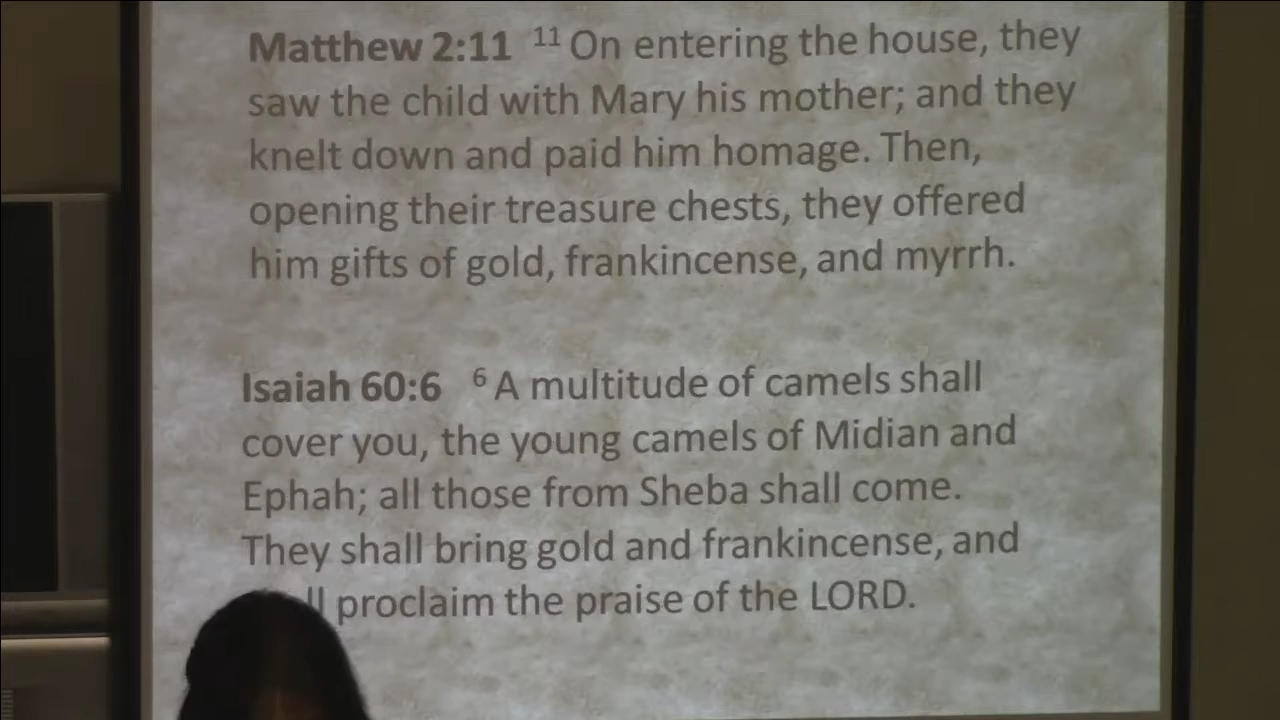 Matthew 2:11 11 On entering the house, they
saw the child with Mary his mother; and they
knelt down and paid him homage. Then,
opening their treasure chests, they offered
him gifts of gold, frankincense, and myrrh.
Isaiah 60:6 6 A multitude of camels shall
cover you, the young camels of Midian and
Ephah; all those from Sheba shall come.
They shall bring gold and frankincense, and
proclaim the praise of the LORD.